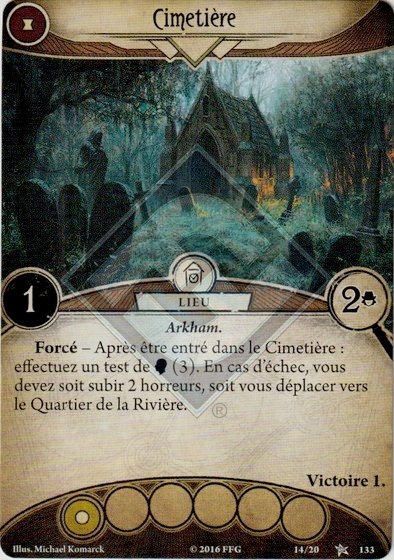 Cimetière
1
LIEU
2
Arkham.
Forcé – Après être entré dans le Cimetière :
effectuez un test de (3). En cas d'échec, vous
devez soit subir 2 horreurs, soit vous déplacer vers
le Quartier de la Rivière.
®
Victoire 1.
Illus. Michael Komarck © 2016 FFG 14/20 133